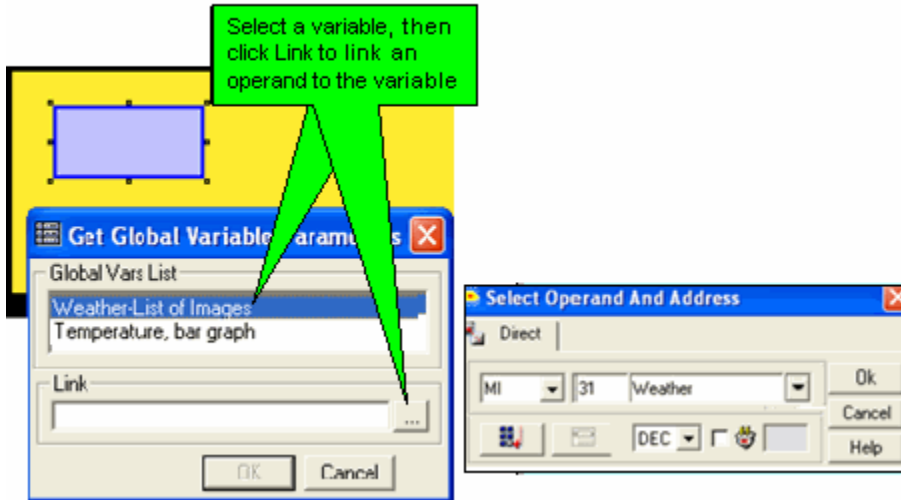 Select a variable, then
click Link to link an
operand to the variable
Get Global Variable Parameters
Global Vars List
Weather-List of Images
Temperature, bar graph
Link
...
OK Cancel
Select Operand And Address
Direct
MI 31 Weather
Ok
Cancel
DEC
Help